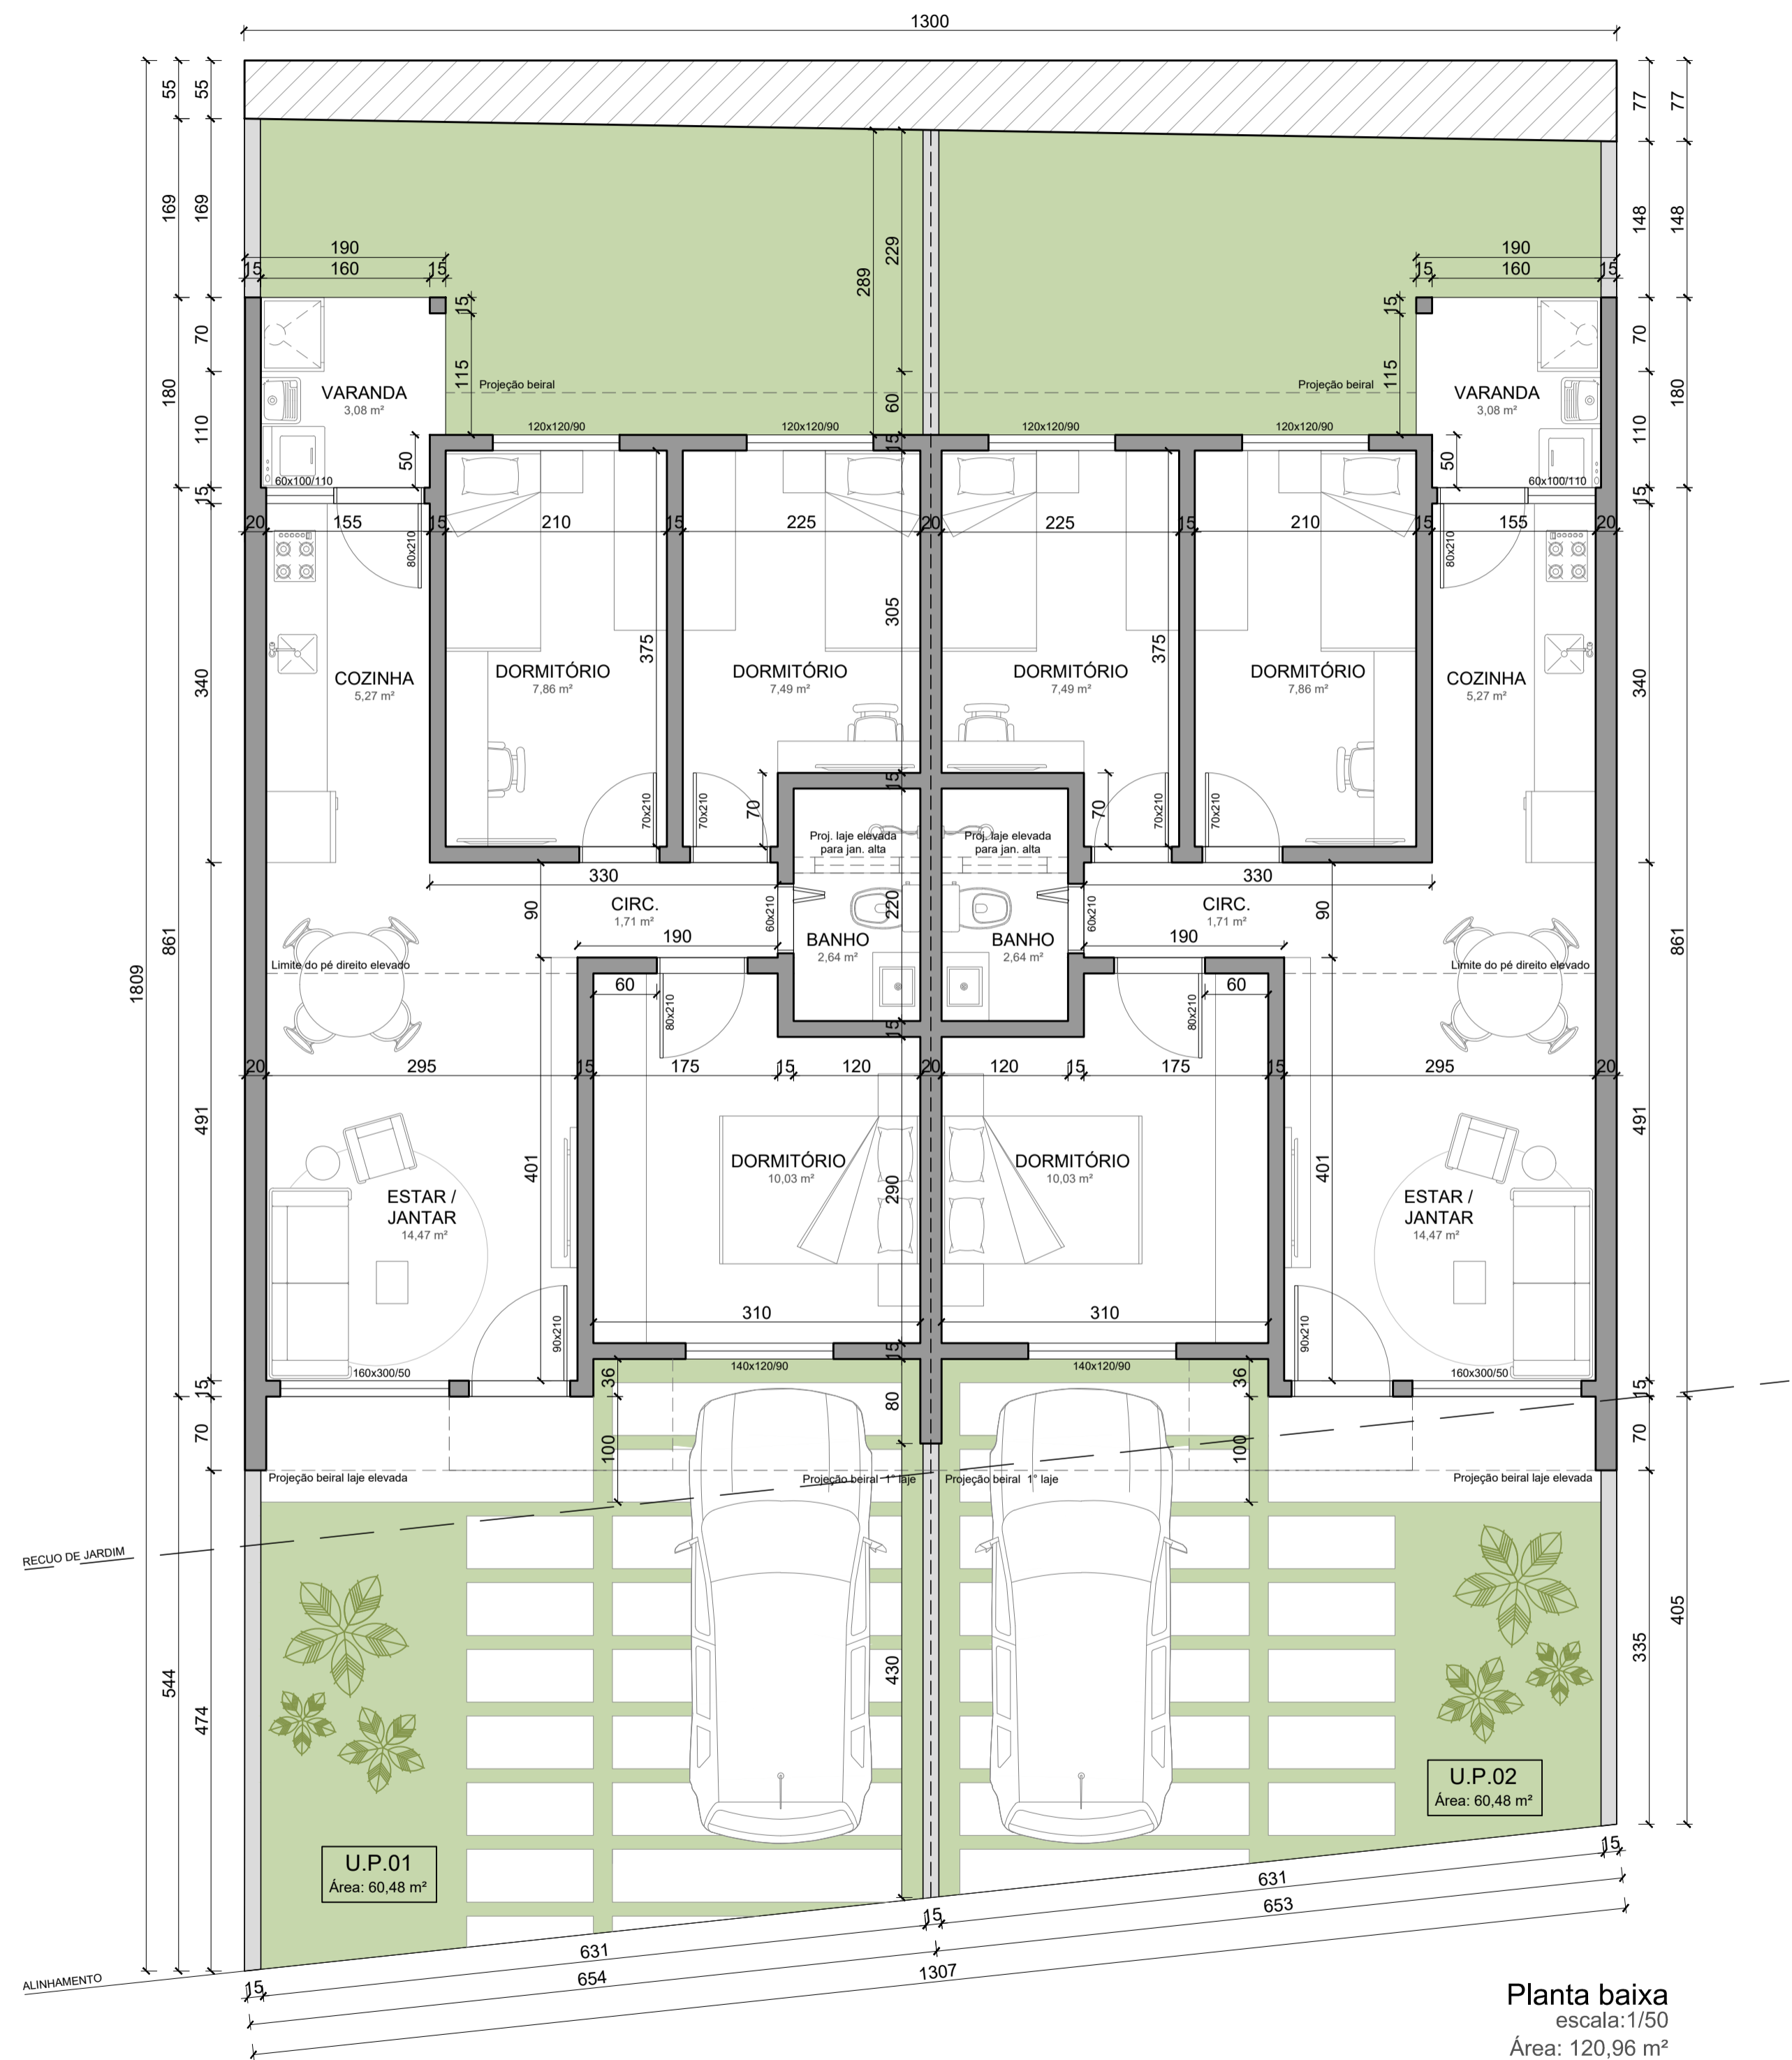 1300
55
55
77
77
169
169
148
148
229
289
190
15
160
15
190
15
160
15
15
115
15
115
70
180
110
70
180
110
VARANDA
3,08 m²
VARANDA
3,08 m²
Projeção beiral
Projeção beiral
60
120x120/90
120x120/90
120x120/90
120x120/90
15
50
50
60x100/110
60x100/110
15
15
20
155
15
210
15
225
20
225
15
210
15
155
20
80x210
80x210
305
375
375
340
340
COZINHA
5,27 m²
DORMITÓRIO
7,86 m²
DORMITÓRIO
7,49 m²
DORMITÓRIO
7,49 m²
DORMITÓRIO
7,86 m²
COZINHA
5,27 m²
15
70x210
70x210
70
70
70x210
70x210
Proj. laje elevada
para jan. alta
Proj. laje elevada
para jan. alta
330
330
90
CIRC.
1,71 m²
60x210
220
60x210
CIRC.
1,71 m²
90
190
190
BANHO
2,64 m²
BANHO
2,64 m²
1809
861
861
Limite do pé direito elevado
Limite do pé direito elevado
60
60
80x210
80x210
15
20
295
15
175
15
120
20
120
15
175
15
295
20
491
491
401
401
DORMITÓRIO
10,03 m²
DORMITÓRIO
10,03 m²
290
ESTAR /
JANTAR
14,47 m²
ESTAR /
JANTAR
14,47 m²
310
310
90x210
90x210
15
160x300/50
140x120/90
140x120/90
160x300/50
15
36
36
15
80
70
100
100
70
Projeção beiral laje elevada
Projeção beiral 1° laje
Projeção beiral 1° laje
Projeção beiral laje elevada
RECUO DE JARDIM
544
474
430
335
405
U.P.02
Área: 60,48 m²
U.P.01
Área: 60,48 m²
15
631
653
15
631
654
1307
15
ALINHAMENTO
Planta baixa
escala:1/50
Área: 120,96 m²